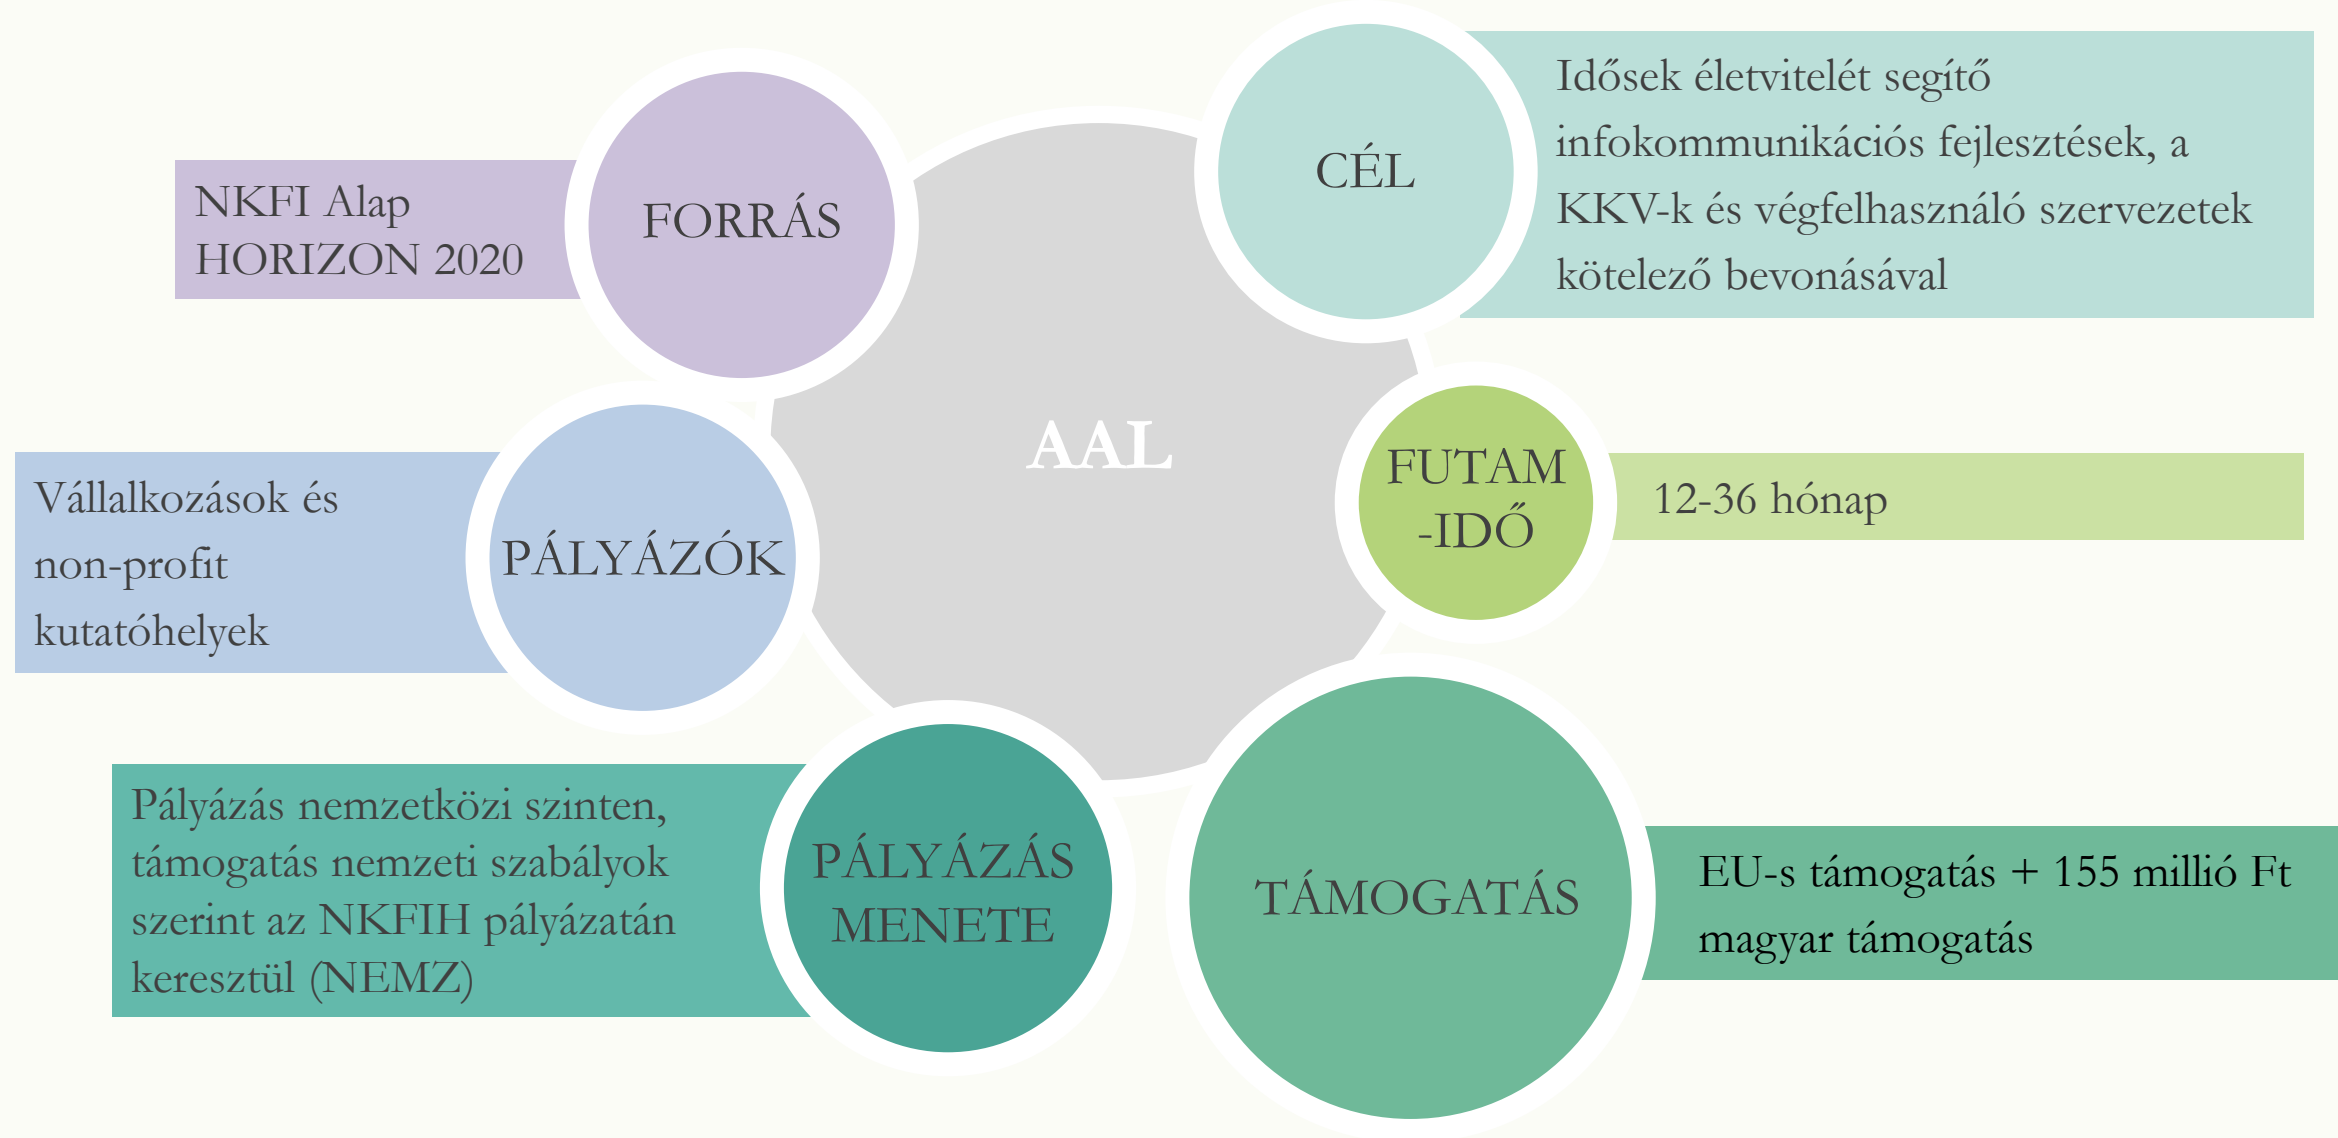 NKFI Alap
HORIZON 2020
FORRÁS
CÉL
Idősek életvitelét segítő
infokommunikációs fejlesztések, a
KKV-k és végfelhasználó szervezetek
kötelező bevonásával
AAL
Vállalkozások és
non-profit
kutatóhelyek
PÁLYÁZÓK
FUTAM
-IDŐ
12-36 hónap
Pályázás nemzetközi szinten,
támogatás nemzeti szabályok
szerint az NKFIH pályázatán
keresztül (NEMZ)
PÁLYÁZÁS
MENETE
TÁMOGATÁS
EU-s támogatás + 155 millió Ft
magyar támogatás